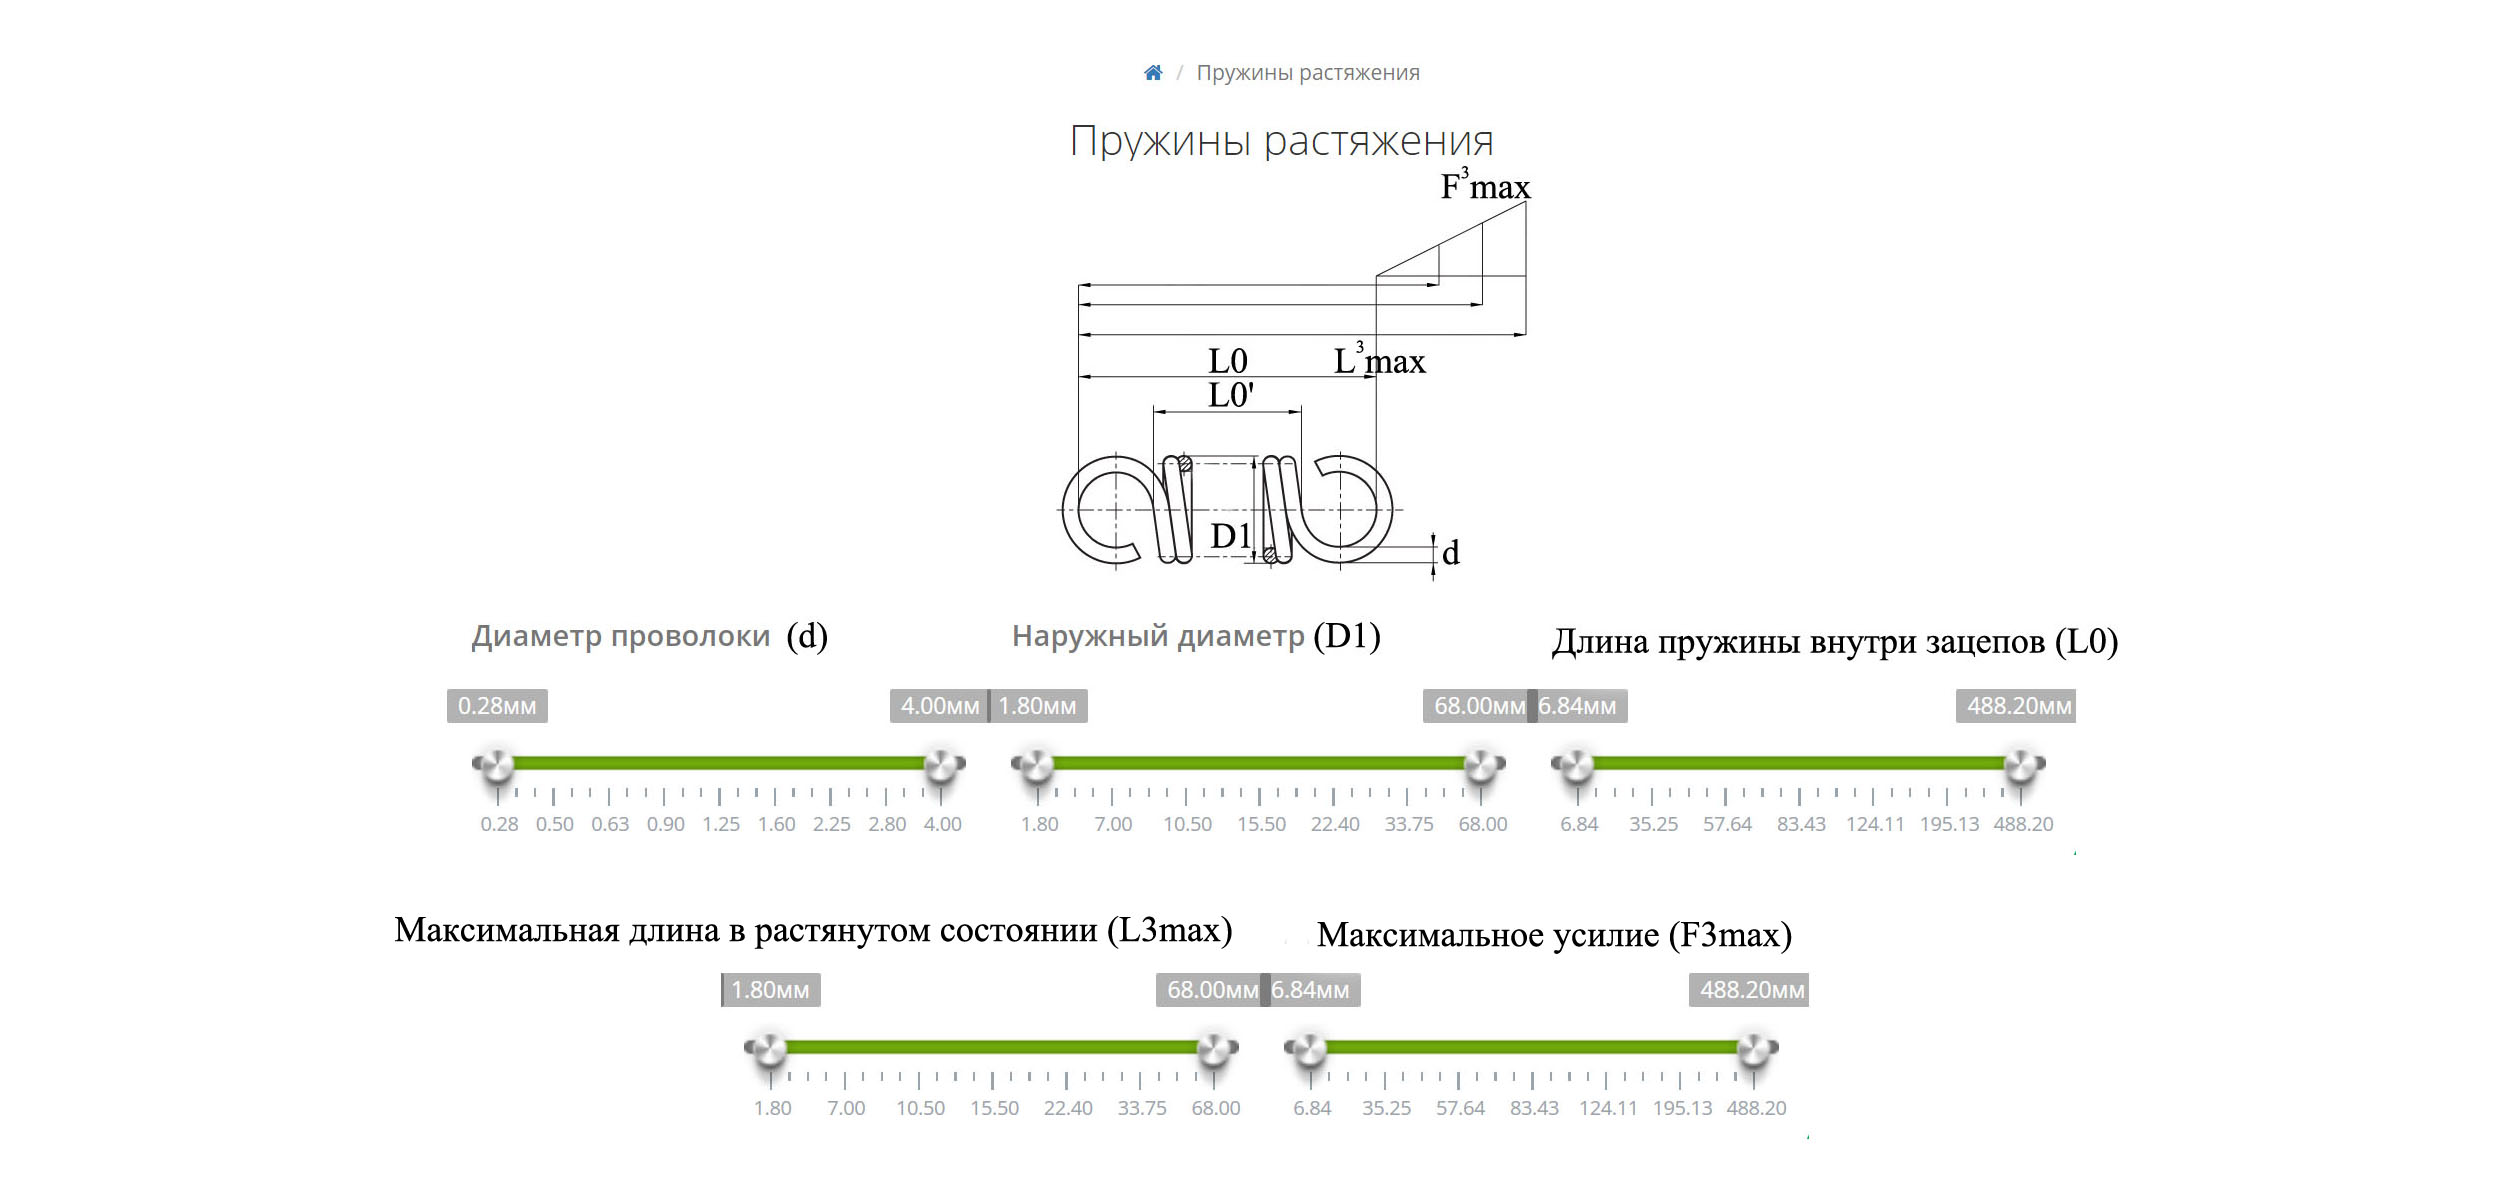 / Пружины растяжения
Пружины растяжения
F³max
L0 L³max
L0'
D1
d
Диаметр проволоки (d) Наружный диаметр (D1) Длина пружины внутри зацепов (L0)
0.28мм 4.00мм 1.80мм 68.00мм 6.84мм 488.20мм
0.28 0.50 0.63 0.90 1.25 1.60 2.25 2.80 4.00 1.80 7.00 10.50 15.50 22.40 33.75 68.00 6.84 35.25 57.64 83.43 124.11 195.13 488.20
Максимальная длина в растянутом состоянии (L3max) Максимальное усилие (F3max)
1.80мм 68.00мм 6.84мм 488.20мм
1.80 7.00 10.50 15.50 22.40 33.75 68.00 6.84 35.25 57.64 83.43 124.11 195.13 488.20